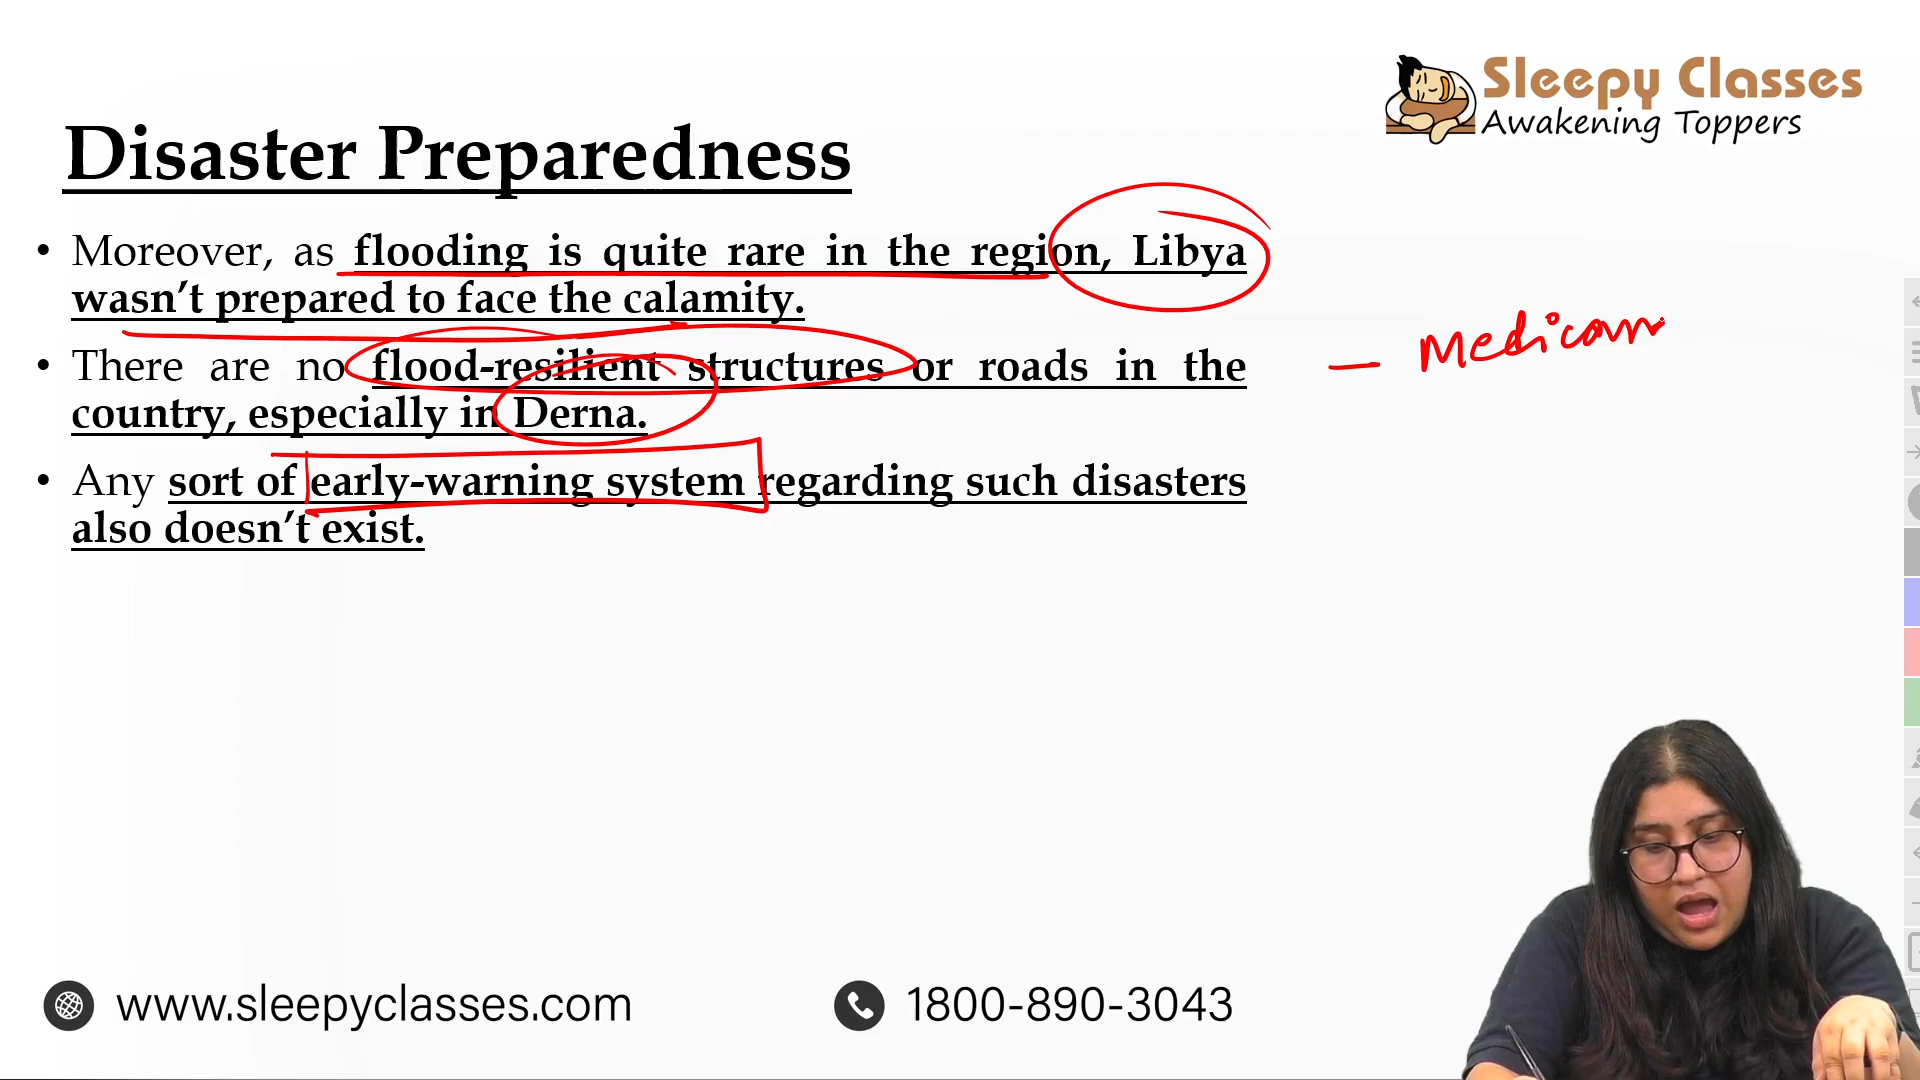 Sleepy Classes
Awakening Toppers
Disaster Preparedness
• Moreover, as flooding is quite rare in the region, Libya
wasn’t prepared to face the calamity.
• There are no flood-resilient structures or roads in the
country, especially in Derna.
• Any sort of early-warning system regarding such disasters
also doesn’t exist.
— Medicam
www.sleepyclasses.com
1800-890-3043